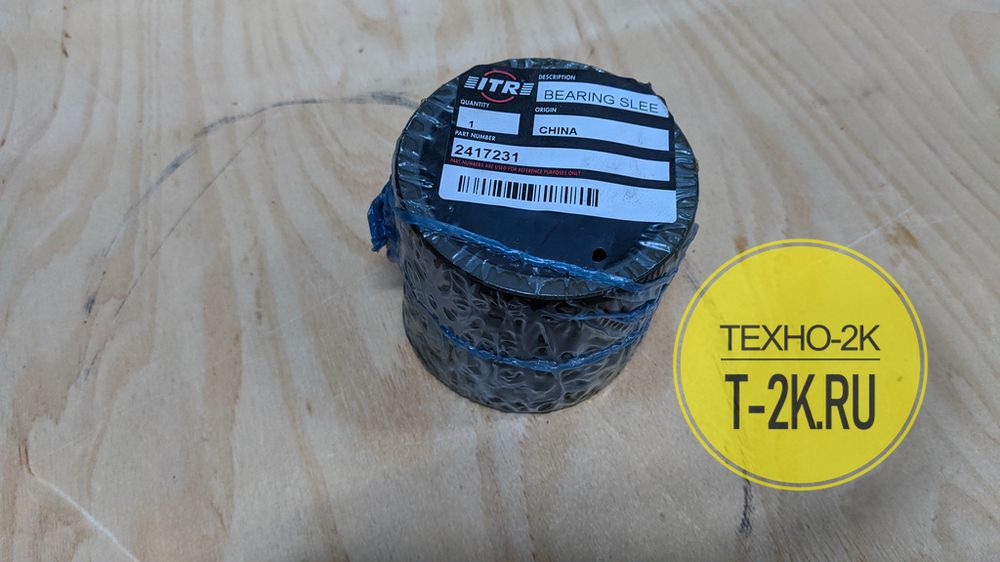 ITR
DESCRIPTION
BEARING SLEE
QUANTITY
1
ORIGIN
CHINA
PART NUMBER
2417231
PART NUMBERS ARE USED FOR REFERENCE PURPOSES ONLY
ТЕХНО-2К
T-2K.RU